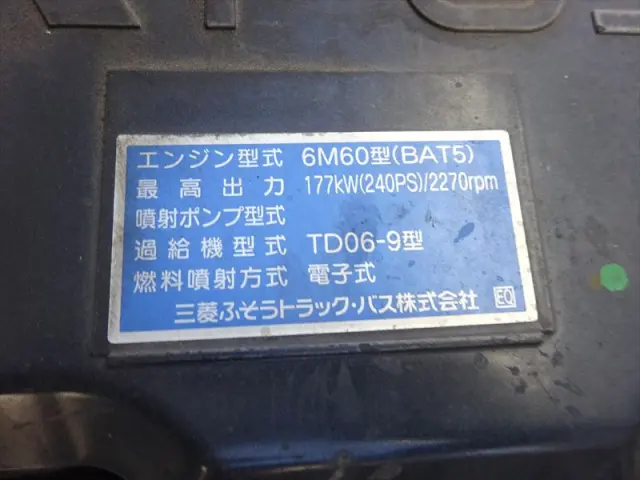 エンジン型式 6M60型(BAT5)
最高出力 177kW(240PS)/2270rpm
噴射ポンプ型式
過給機型式 TD06-9型
燃料噴射方式 電子式
三菱ふそうトラック・バス株式会社 EQ